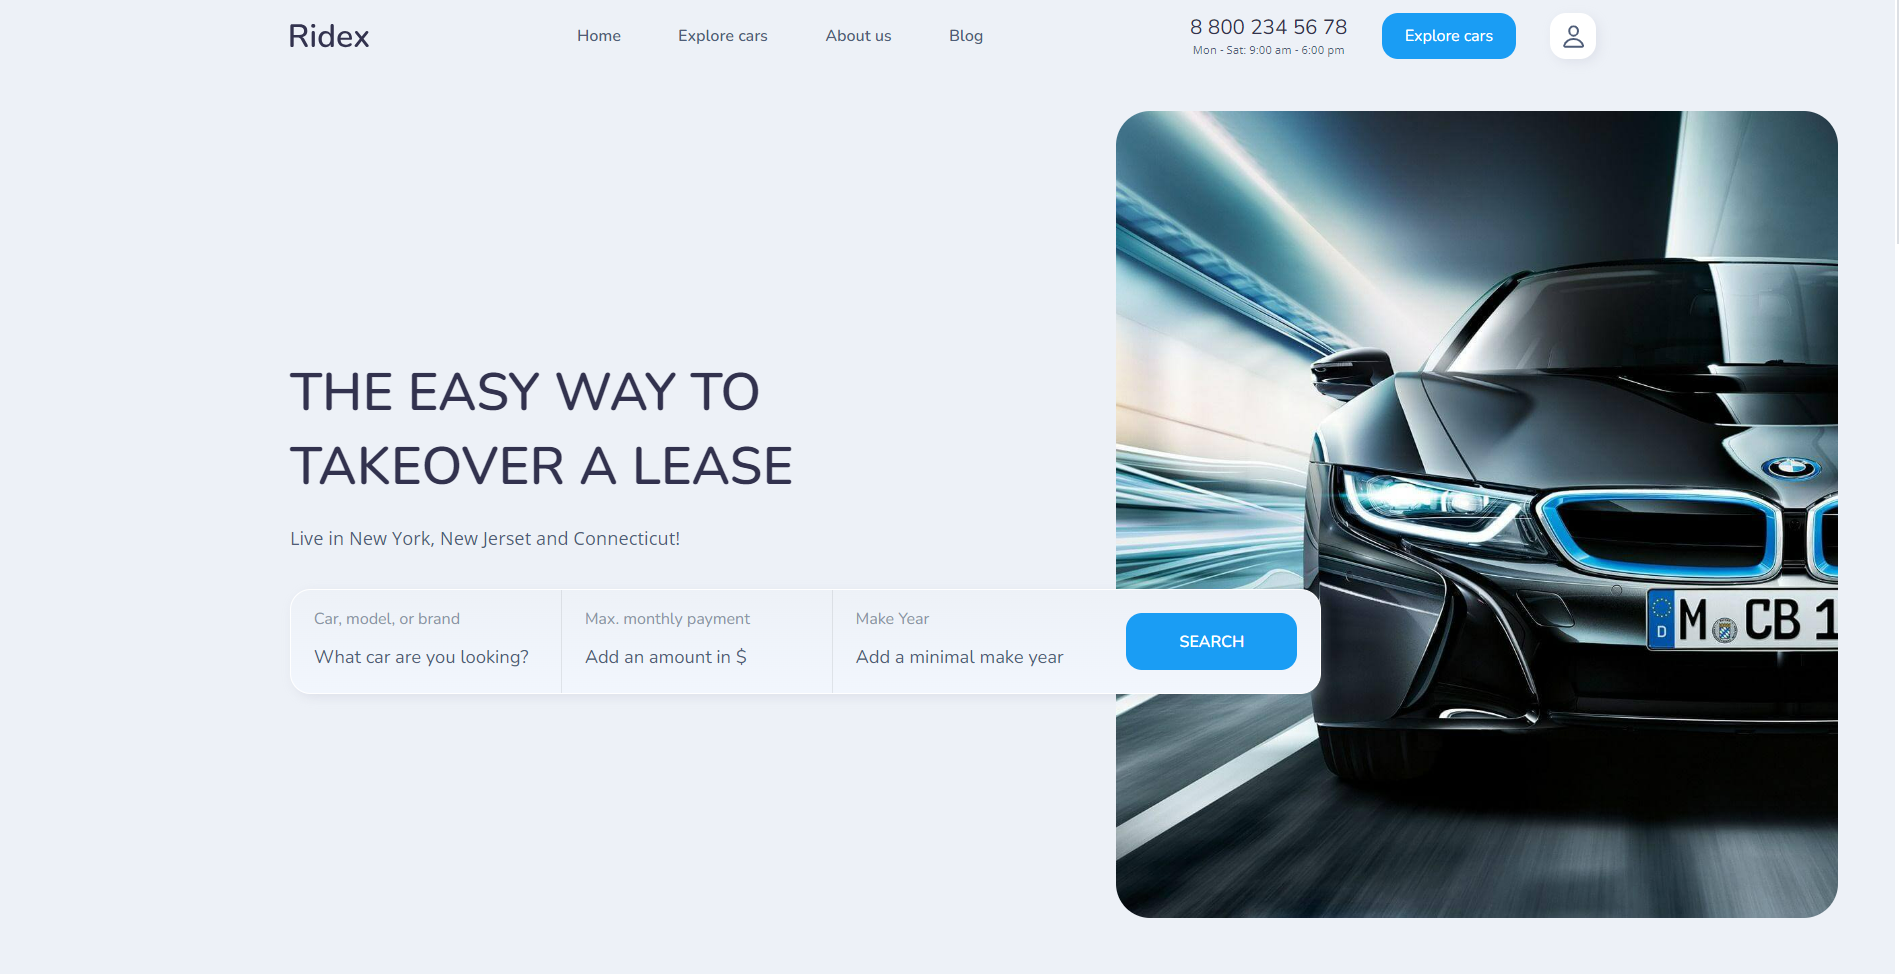 Ridex
Home
Explore cars
About us
Blog
8 800 234 56 78
Mon - Sat: 9:00 am - 6:00 pm
Explore cars
THE EASY WAY TO
TAKEOVER A LEASE
Live in New York, New Jerset and Connecticut!
Car, model, or brand
What car are you looking?
Max. monthly payment
Add an amount in $
Make Year
Add a minimal make year
SEARCH
D
M CB 1